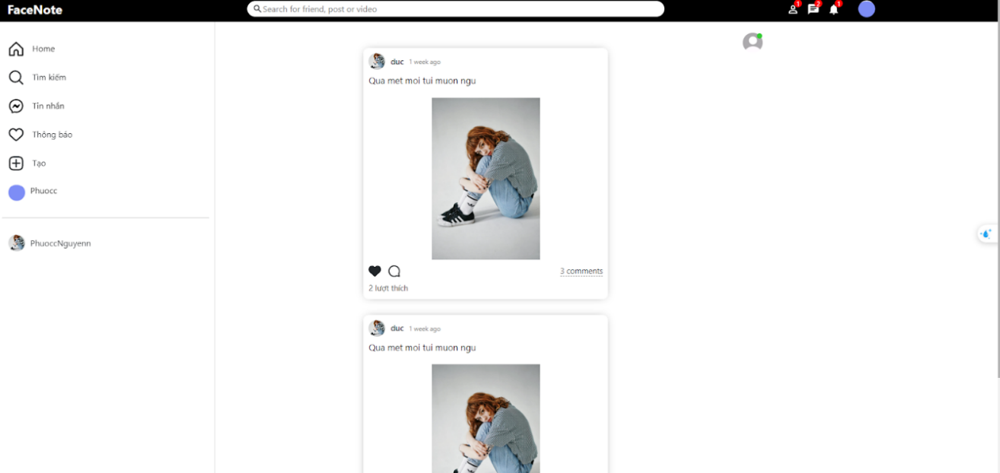 FaceNote
Search for friend, post or video
1
2
1
Home
Tìm kiếm
Tin nhắn
Thông báo
Tạo
Phuocc
PhuoccNguyenn
duc 1 week ago
Qua met moi tui muon ngu
3 comments
2 lượt thích
duc 1 week ago
Qua met moi tui muon ngu